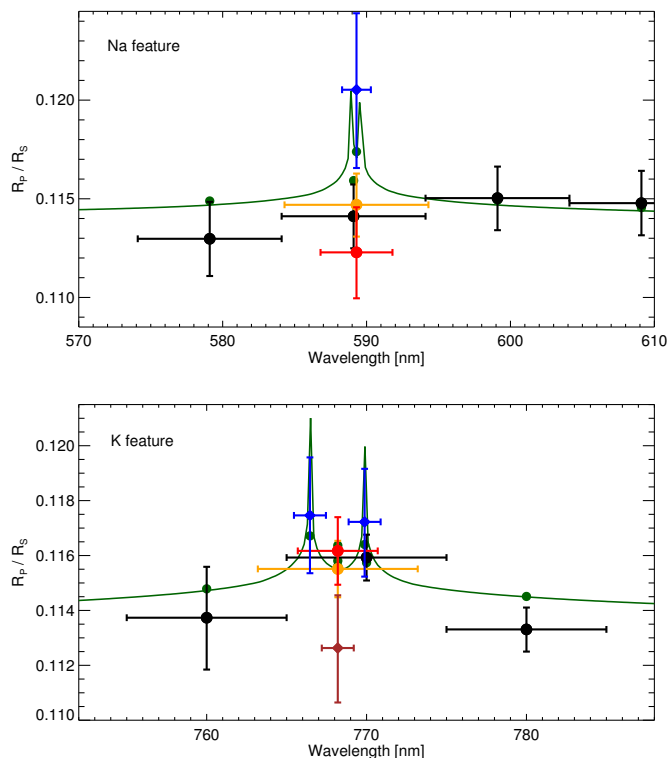 Na feature
0.120
0.115
0.110
R_P / R_S
570 580 590 600 610
Wavelength [nm]
K feature
0.120
0.118
0.116
0.114
0.112
0.110
R_P / R_S
760 770 780
Wavelength [nm]